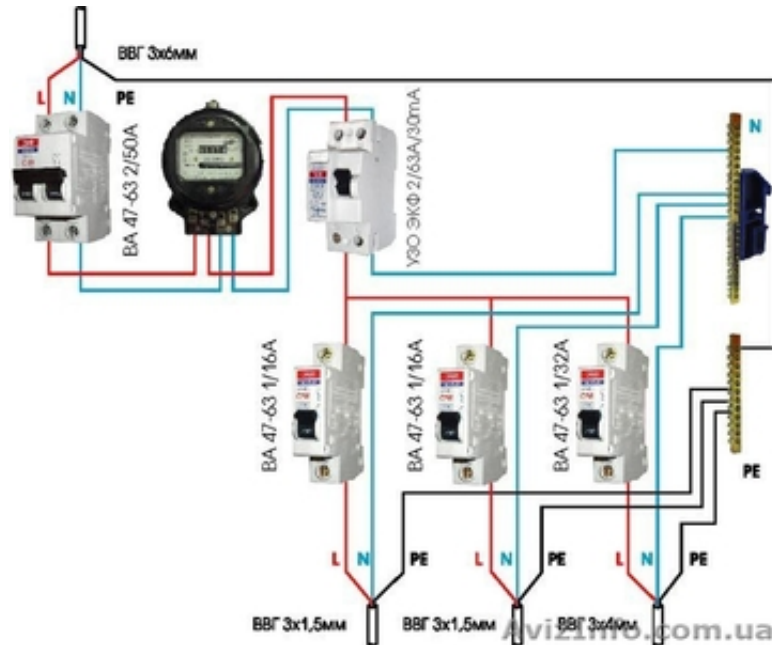 ВВГ 3х6мм
L N PE
ВА 47-63 2/50А
УЗО ЭКФ 2/63А/30mA
N
ВА 47-63 1/16А
ВА 47-63 1/16А
ВА 47-63 1/32А
PE
L N PE
L N PE
L N PE
ВВГ 3х1,5мм
ВВГ 3х1,5мм
ВВГ 3х4мм
AvizInfo.com.ua